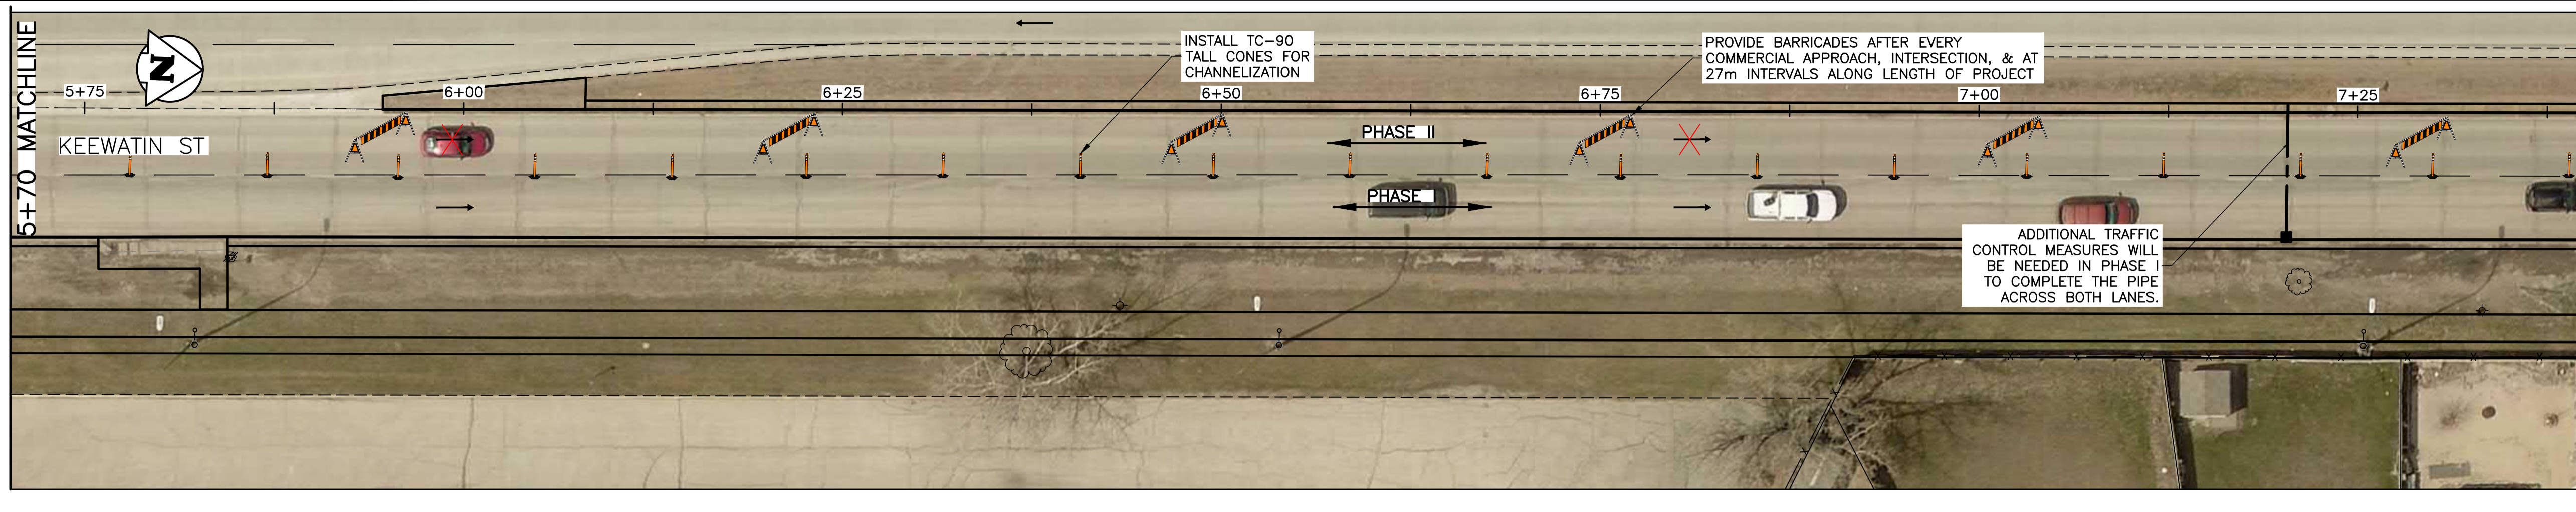 5+70 MATCHLINE
N
INSTALL TC-90
TALL CONES FOR
CHANNELIZATION
PROVIDE BARRICADES AFTER EVERY
COMMERCIAL APPROACH, INTERSECTION, & AT
27m INTERVALS ALONG LENGTH OF PROJECT
5+75
6+00
6+25
6+50
6+75
7+00
7+25
KEEWATIN ST
PHASE II
PHASE I
ADDITIONAL TRAFFIC
CONTROL MEASURES WILL
BE NEEDED IN PHASE I
TO COMPLETE THE PIPE
ACROSS BOTH LANES.